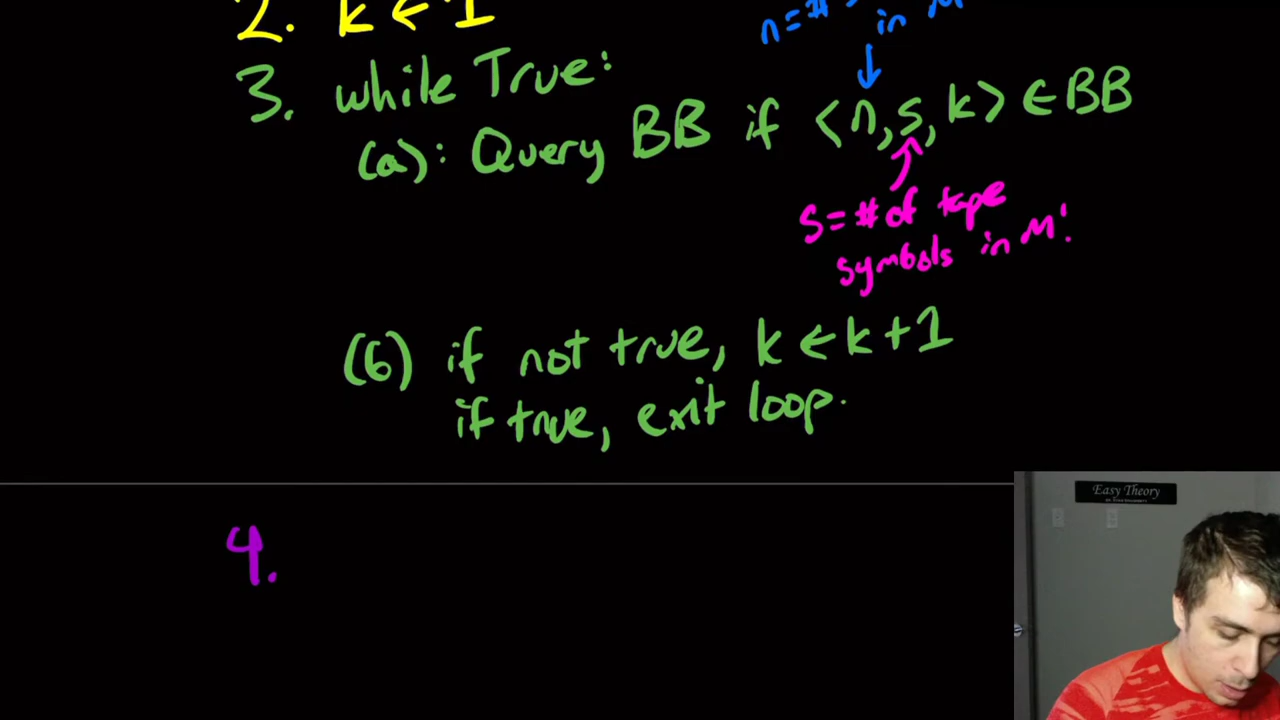 2. k ← 1
n = #
in M'
3. while True:
(a): Query BB if <n, s, k> ∈ BB
s = # of tape
symbols in M'.
(b) if not true, k ← k + 1
if true, exit loop.
4.
Easy Theory